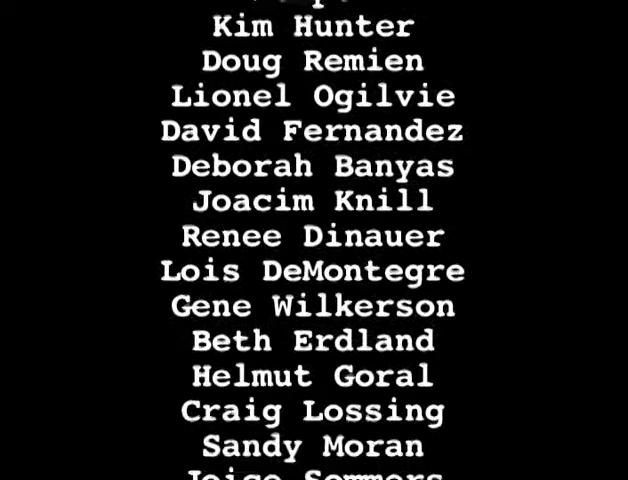 Kim Hunter
Doug Remien
Lionel Ogilvie
David Fernandez
Deborah Banyas
Joacim Knill
Renee Dinauer
Lois DeMontegre
Gene Wilkerson
Beth Erdland
Helmut Goral
Craig Lossing
Sandy Moran